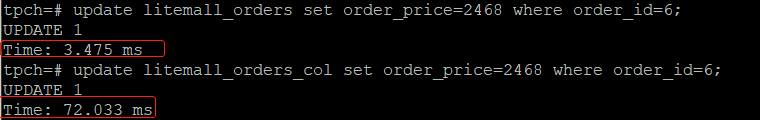 tpch=# update litemall_orders set order_price=2468 where order_id=6;
UPDATE 1
Time: 3.475 ms
tpch=# update litemall_orders_col set order_price=2468 where order_id=6;
UPDATE 1
Time: 72.033 ms